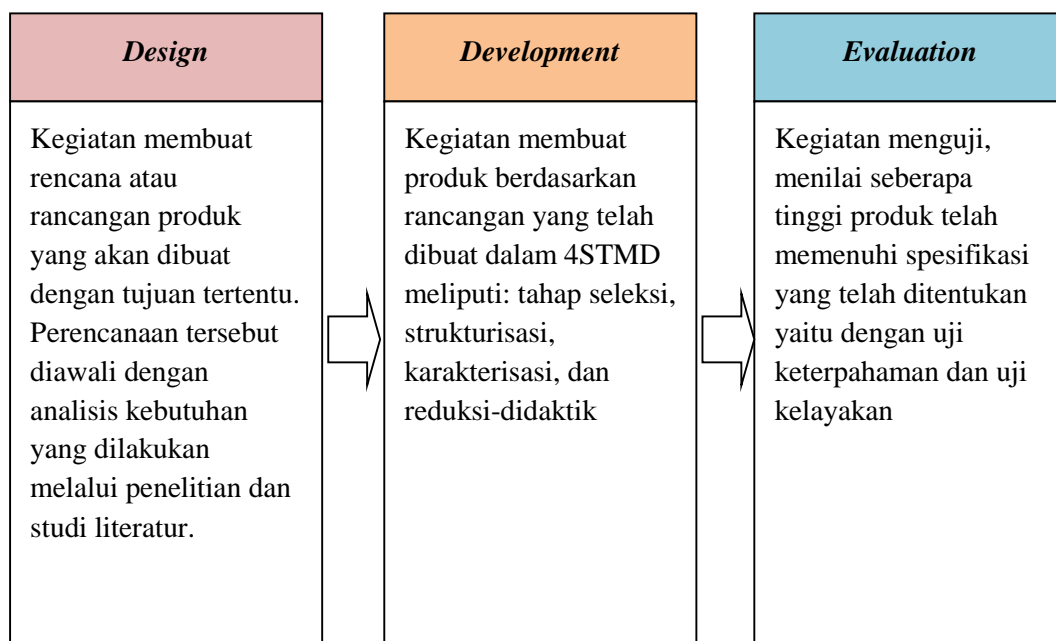 Design
Kegiatan membuat
rencana atau
rancangan produk
yang akan dibuat
dengan tujuan tertentu.
Perencanaan tersebut
diawali dengan
analisis kebutuhan
yang dilakukan
melalui penelitian dan
studi literatur.
Development
Kegiatan membuat
produk berdasarkan
rancangan yang telah
dibuat dalam 4STMD
meliputi: tahap seleksi,
strukturisasi,
karakterisasi, dan
reduksi-didaktik
Evaluation
Kegiatan menguji,
menilai seberapa
tinggi produk telah
memenuhi spesifikasi
yang telah ditentukan
yaitu dengan uji
keterpahaman dan uji
kelayakan